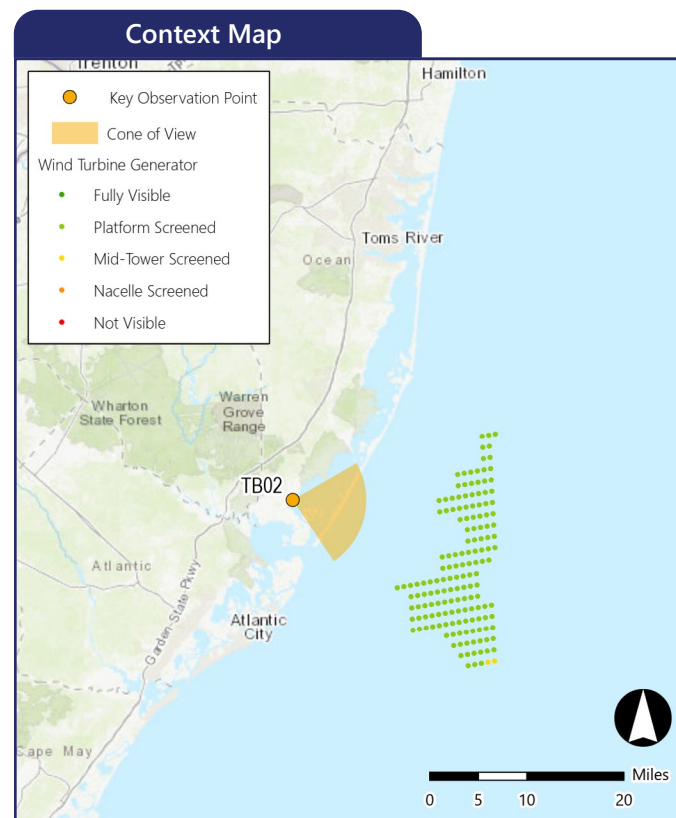 Context Map
Trenton
Hamilton
Key Observation Point
Cone of View
Wind Turbine Generator
Fully Visible
Platform Screened
Mid-Tower Screened
Nacelle Screened
Not Visible
Toms River
Ocean
Wharton
State Forest
Warren
Grove
Range
TB02
Atlantic
Garden-State Pkwy
Atlantic
City
Cape May
Miles
0 5 10 20